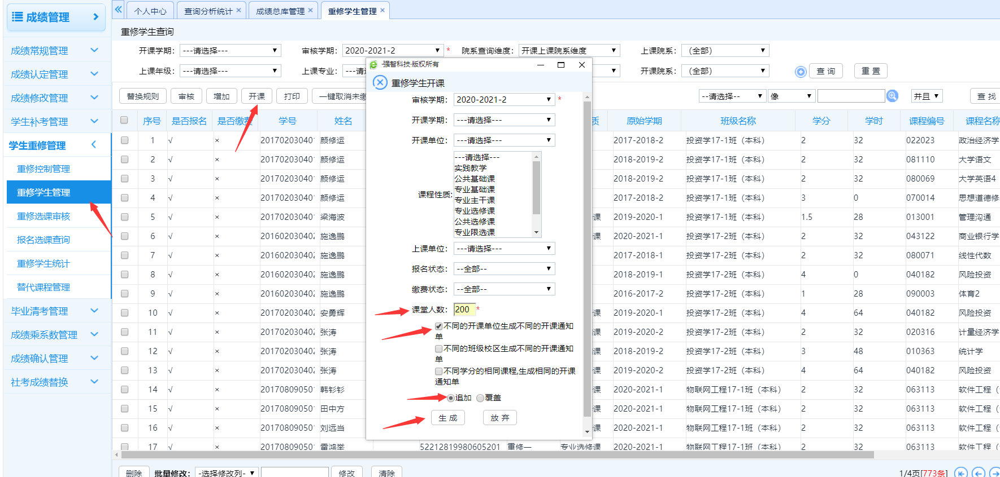 成绩管理
个人中心 查询分析统计 × 成绩总库管理 × 重修学生管理 ×
重修学生查询
成绩常规管理
成绩认定管理
成绩修改管理
学生补考管理
学生重修管理
重修控制管理
重修学生管理
重修选课审核
报名选课查询
重修学生统计
替代课程管理
毕业清考管理
成绩乘系数管理
成绩确认管理
社考成绩替换
开课学期： ---请选择--- 审核学期： 2020-2021-2 * 院系查询维度： 开课上课院系维度 上课院系： （全部）
上课年级： ---请选择--- 上课专业： ---请 开课院系： （全部） 查 询 重 置
替换规则 审核 增加 开课 打印 一键取消未缴 --请选择-- 像 并且 查 找
序号 是否报名 是否缴费 学号 姓名 质 原始学期 班级名称 学分 学时 课程编号 课程名称
1 √ × 20170203040 颜修运 2017-2018-2 投资学17-1班（本科） 2 32 022023 政治经济学
2 √ × 20170203040 颜修运 2018-2019-2 投资学17-1班（本科） 2 32 081110 大学语文
3 √ × 20170203040 颜修运 2018-2019-2 投资学17-1班（本科） 2 32 080069 大学英语4
4 √ × 20170203040 颜修运 2017-2018-2 投资学17-1班（本科） 3 0 070014 思想道德修
5 √ × 20170203040 梁海波 课 2019-2020-1 投资学17-1班（本科） 1.5 28 013001 管理沟通
6 √ × 20160203040 施逸鹏 课 2020-2021-1 投资学17-2班（本科） 2 32 043122 商业银行学
7 √ × 20160203040 施逸鹏 2017-2018-1 投资学17-2班（本科） 2 32 080071 线性代数
8 √ × 20160203040 施逸鹏 2018-2019-1 投资学17-2班（本科） 4 0 040182 风险投资
9 √ × 20160203040 施逸鹏 2016-2017-2 投资学17-2班（本科） 1 28 090003 体育2
10 √ × 20170203040 安勇辉 课 2019-2020-1 投资学17-2班（本科） 4 64 040182 风险投资
11 √ × 20170203040 张涛 课 2019-2020-2 投资学17-2班（本科） 2 32 020316 计量经济学
12 √ × 20170203040 张涛 课 2018-2019-2 投资学17-2班（本科） 3 48 010363 统计学
13 √ × 20170203040 张涛 课 2019-2020-2 投资学17-2班（本科） 4 64 040182 风险投资
14 √ × 20170809050 韩钐钐 课 2020-2021-1 物联网工程17-1班（本科） 2 32 063113 软件工程（
15 √ × 20170809050 田中方 课 2020-2021-1 物联网工程17-1班（本科） 2 32 063113 软件工程（
16 √ × 20170809050 刘远当 课 2020-2021-1 物联网工程17-1班（本科） 2 32 063113 软件工程（
17 √ × 20170809050 雷鸿举 52212819980605201 重修一 专业选修课 2020-2021-1 物联网工程17-1班（本科） 2 32 063113 软件工程（
删除 批量修改： -选择修改列- 修改 清除 1/4页[773条]
·强智科技·版权所有
重修学生开课
审核学期： 2020-2021-2 *
开课学期： ---请选择---
开课单位： ---请选择---
课程性质:
---请选择---
实践教学
公共基础课
专业基础课
专业主干课
专业选修课
公共选修课
专业限选课
上课单位： ---请选择---
报名状态： --全部--
缴费状态： --全部--
课堂人数： 200 *
不同的开课单位生成不同的开课通知
单
不同的班级校区生成不同的开课通知
单
不同学分的相同课程,生成相同的开课
通知单
追加 覆盖
生 成 放 弃